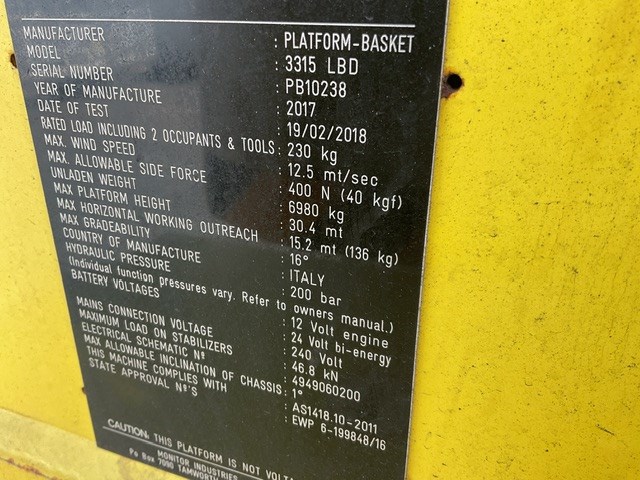 MANUFACTURER : PLATFORM-BASKET
MODEL : 3315 LBD
SERIAL NUMBER : PB10238
YEAR OF MANUFACTURE : 2017
DATE OF TEST : 19/02/2018
RATED LOAD INCLUDING 2 OCCUPANTS & TOOLS : 230 kg
MAX. WIND SPEED : 12.5 mt/sec
MAX. ALLOWABLE SIDE FORCE : 400 N (40 kgf)
UNLADEN WEIGHT : 6980 kg
MAX PLATFORM HEIGHT : 30.4 mt
MAX HORIZONTAL WORKING OUTREACH : 15.2 mt (136 kg)
MAX GRADEABILITY : 16°
COUNTRY OF MANUFACTURE : ITALY
HYDRAULIC PRESSURE : 200 bar
(Individual function pressures vary. Refer to owners manual.)
BATTERY VOLTAGES : 12 Volt engine
: 24 Volt bi-energy
MAINS CONNECTION VOLTAGE : 240 Volt
MAXIMUM LOAD ON STABILIZERS : 46.8 kN
ELECTRICAL SCHEMATIC Nº : 4949060200
MAX ALLOWABLE INCLINATION OF CHASSIS : 1°
THIS MACHINE COMPLIES WITH : AS1418.10-2011
STATE APPROVAL Nº'S : EWP 6-199848/16
CAUTION. THIS PLATFORM IS NOT
MONITOR INDUSTRIES
Po Box 7090 TAMWORTH